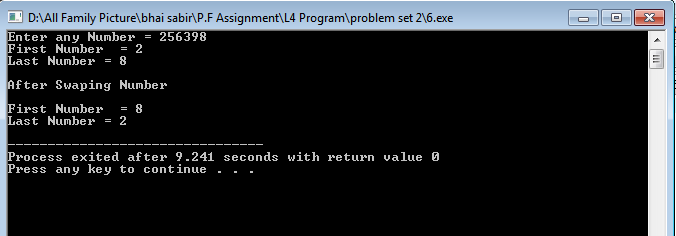 D:\All Family Picture\bhai sabir\P.F Assignment\L4 Program\problem set 2\6.exe
Enter any Number = 256398
First Number  = 2
Last Number = 8
After Swaping Number
First Number  = 8
Last Number = 2
--------------------------------
Process exited after 9.241 seconds with return value 0
Press any key to continue . . .